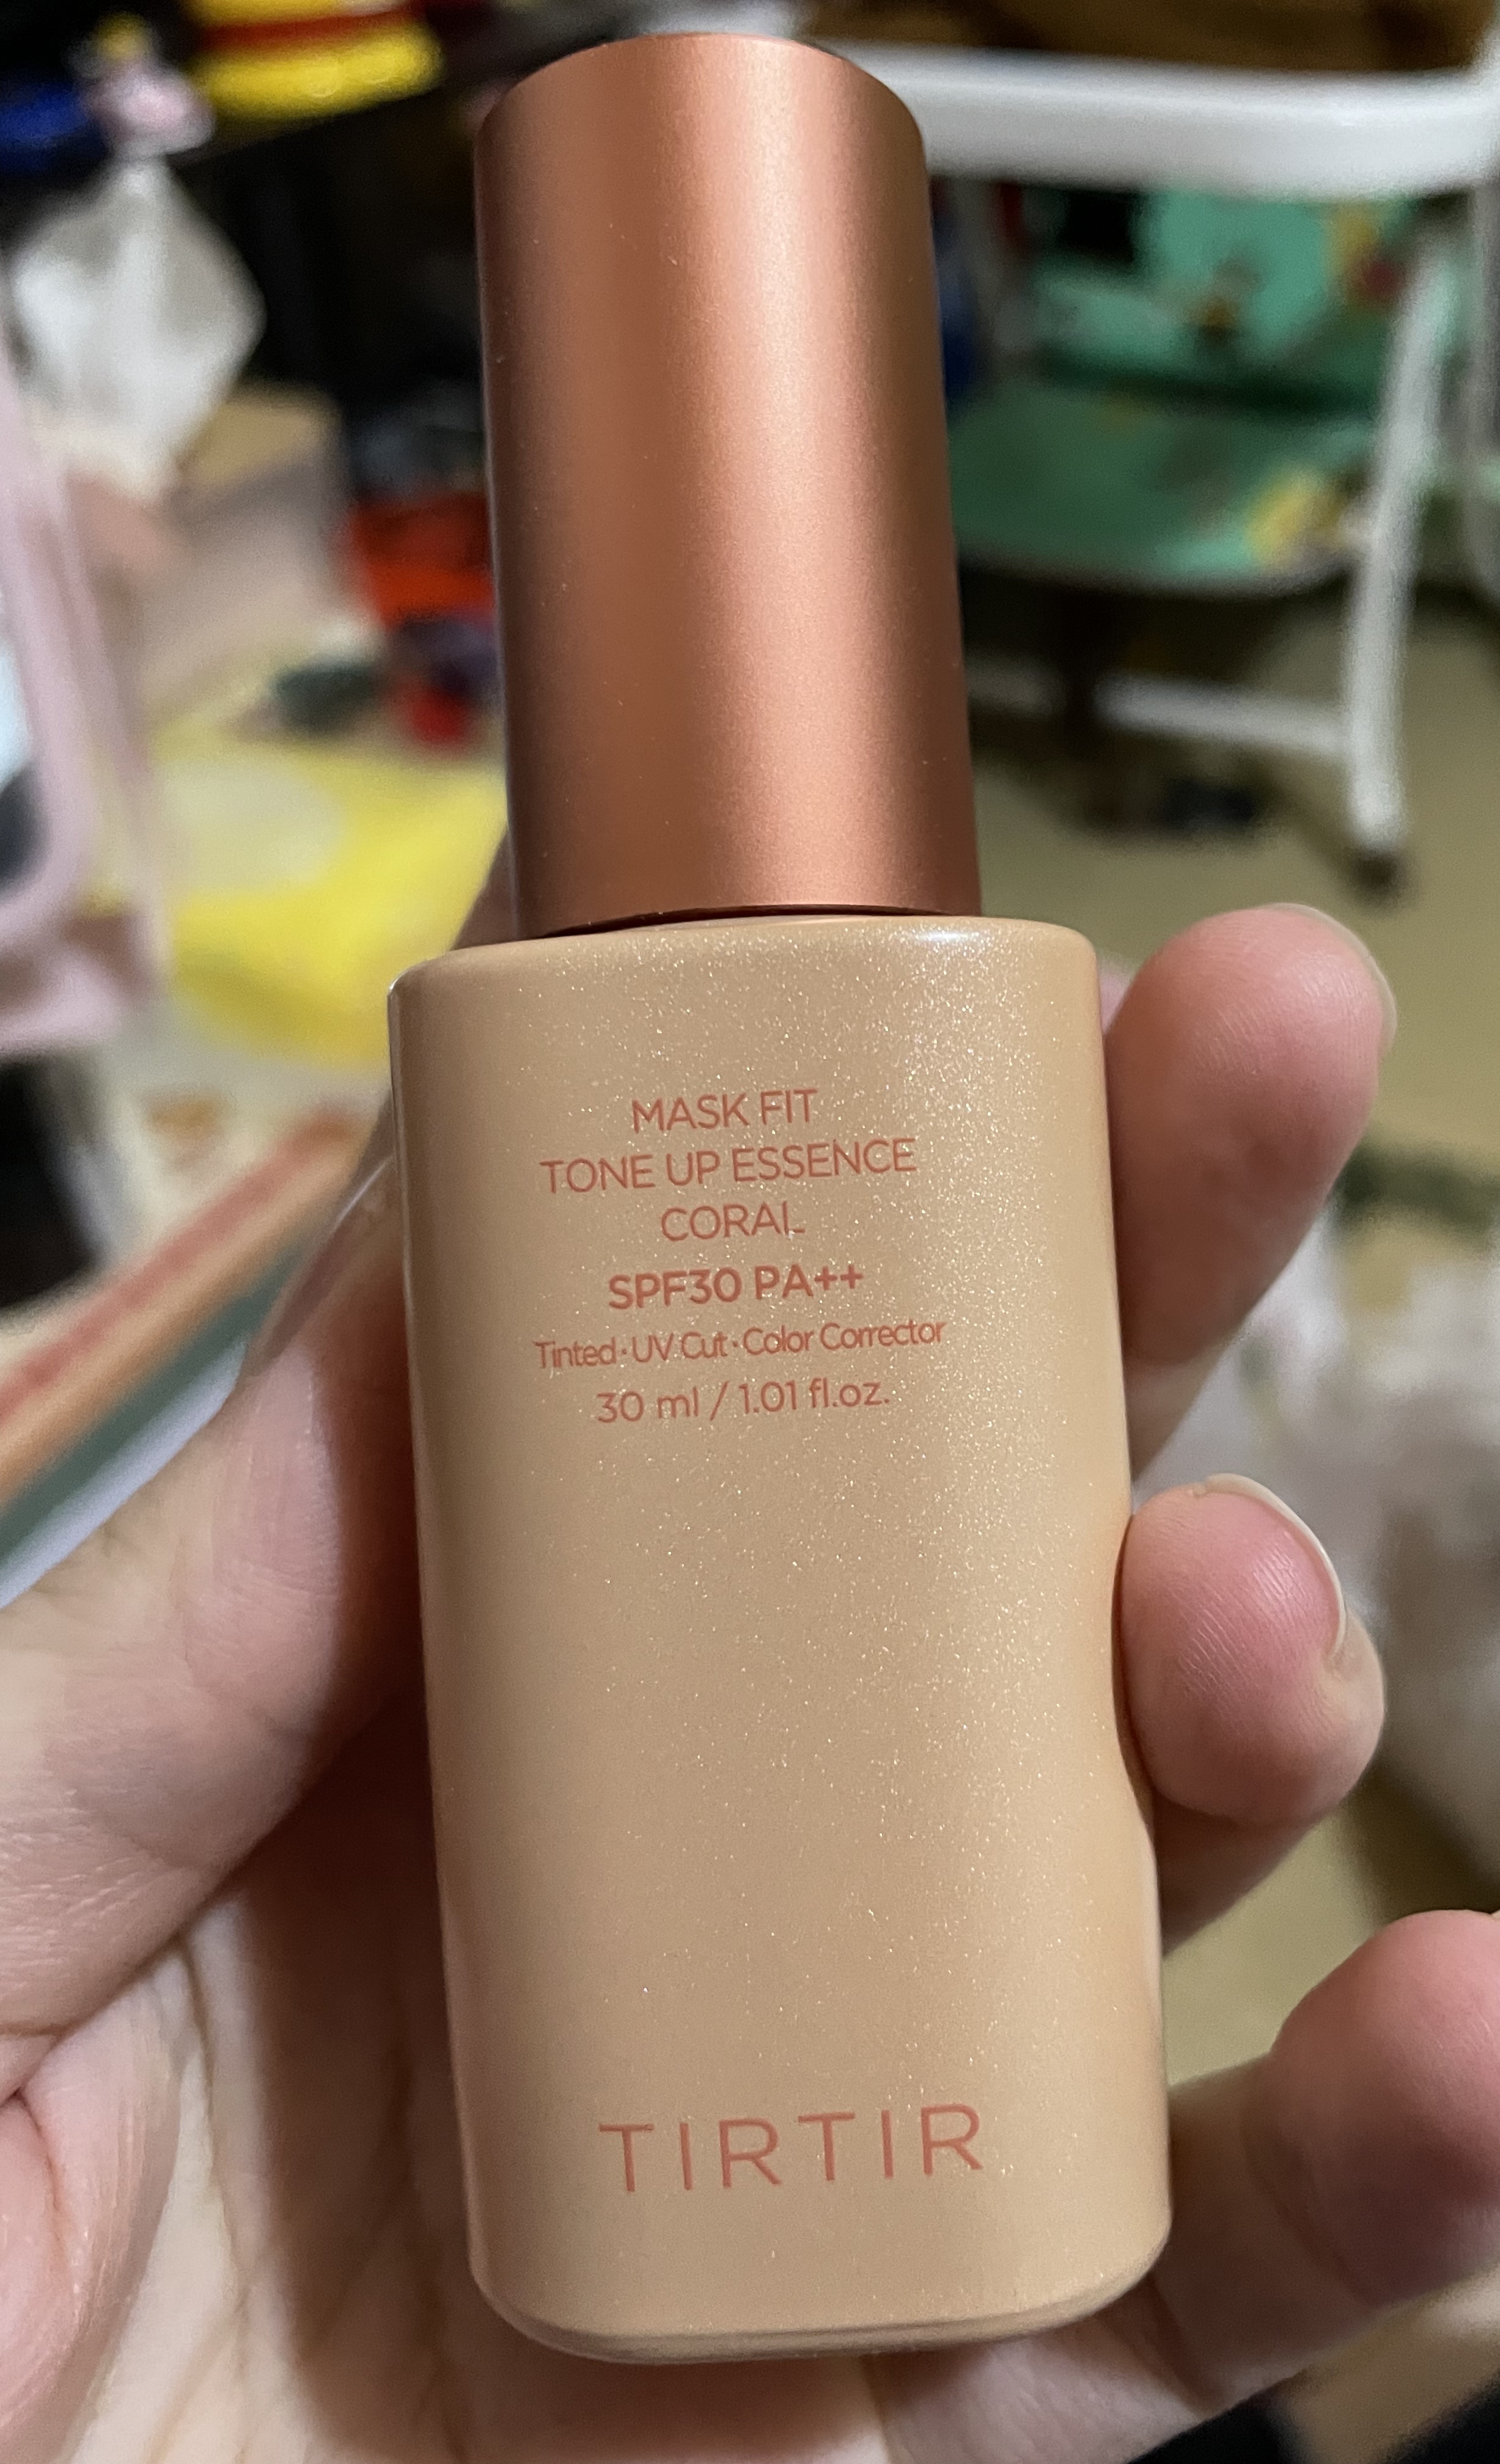 MASK FIT
TONE UP ESSENCE
CORAL
SPF30 PA++
Tinted·UV Cut·Color Corrector
30 ml / 1.01 fl.oz.
TIRTIR